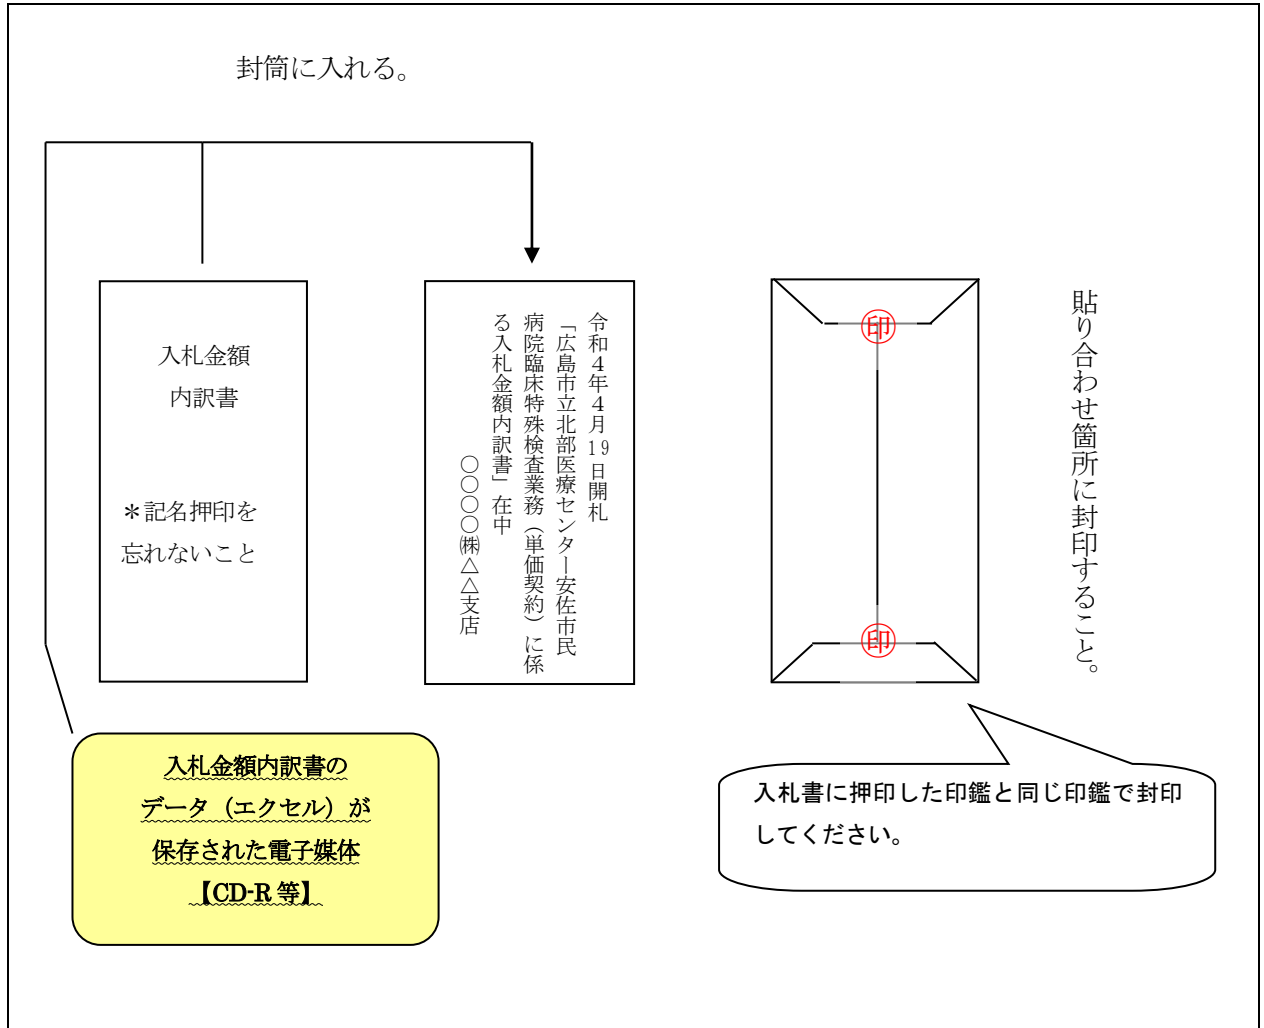 封筒に入れる。
入札金額
内訳書
＊記名押印を
忘れないこと
令和４年４月19日開札
「広島市立北部医療センター安佐市民
病院臨床特殊検査業務（単価契約）に係
る入札金額内訳書」在中
〇〇〇〇㈱△△支店
印
印
貼り合わせ箇所に封印すること。
入札金額内訳書の
データ（エクセル）が
保存された電子媒体
【CD-R 等】
入札書に押印した印鑑と同じ印鑑で封印
してください。